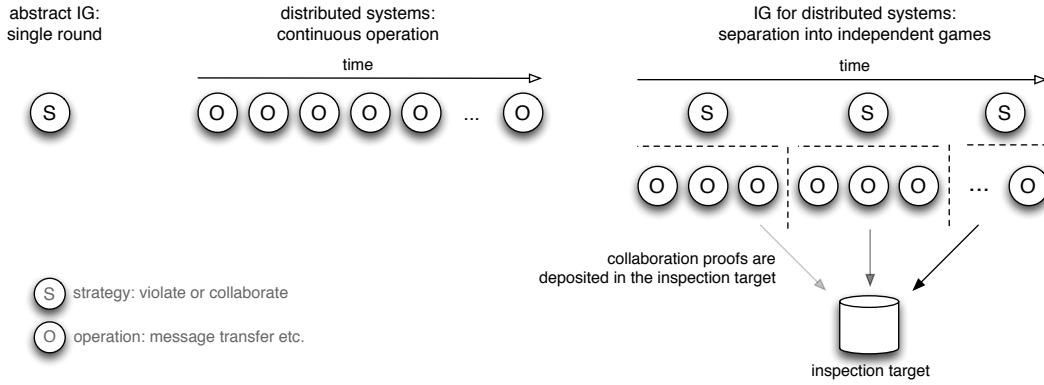 abstract IG:
single round
S
distributed systems:
continuous operation
time
O O O O O ... O
IG for distributed systems:
separation into independent games
time
S S S
O O O O O O ... O
collaboration proofs are
deposited in the inspection target
inspection target
S strategy: violate or collaborate
O operation: message transfer etc.